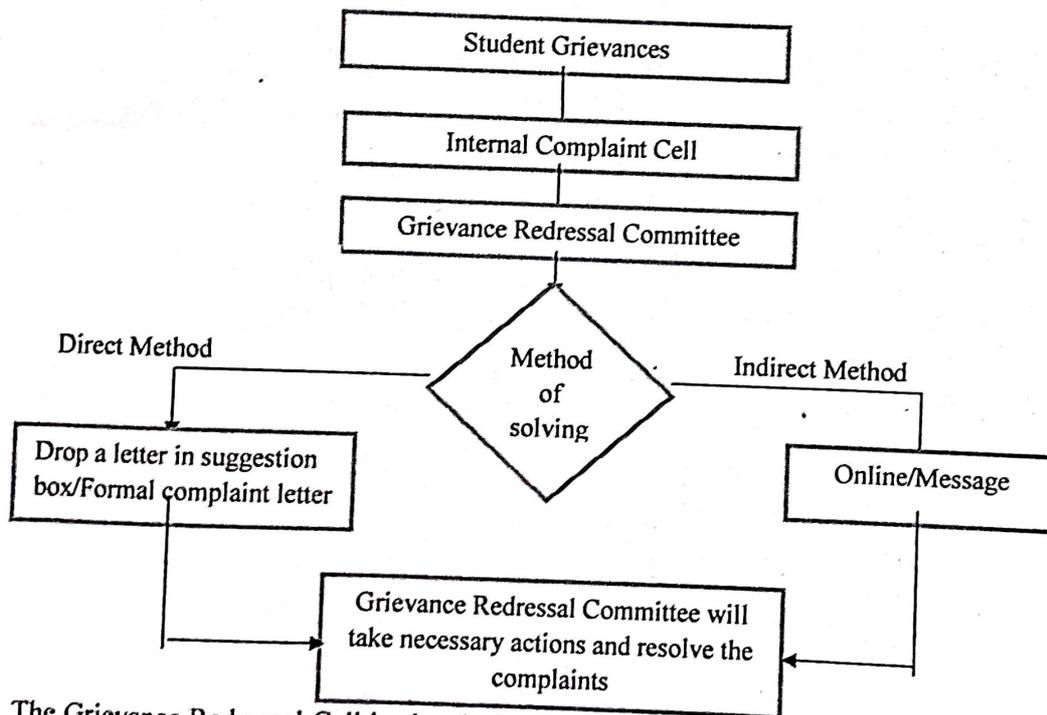 Student Grievances
Internal Complaint Cell
Grievance Redressal Committee
Method
of
solving
Direct Method
Indirect Method
Drop a letter in suggestion
box/Formal complaint letter
Online/Message
Grievance Redressal Committee will
take necessary actions and resolve the
complaints
The Grievance Redressal Cell